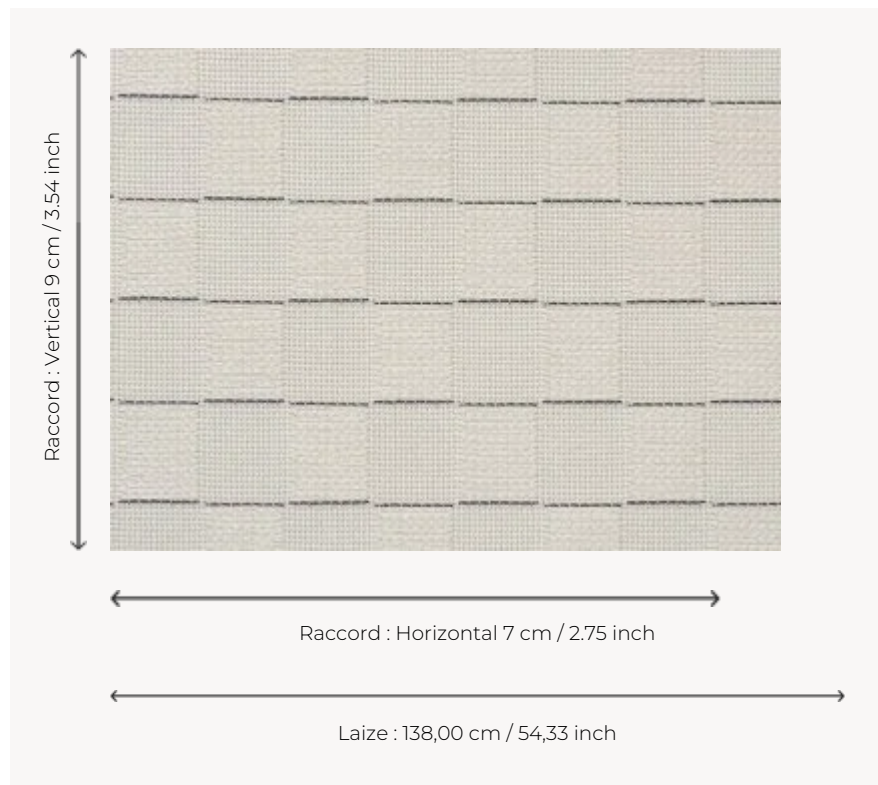 Raccord : Vertical 9 cm / 3.54 inch
Raccord : Horizontal 7 cm / 2.75 inch
Laize : 138,00 cm / 54,33 inch